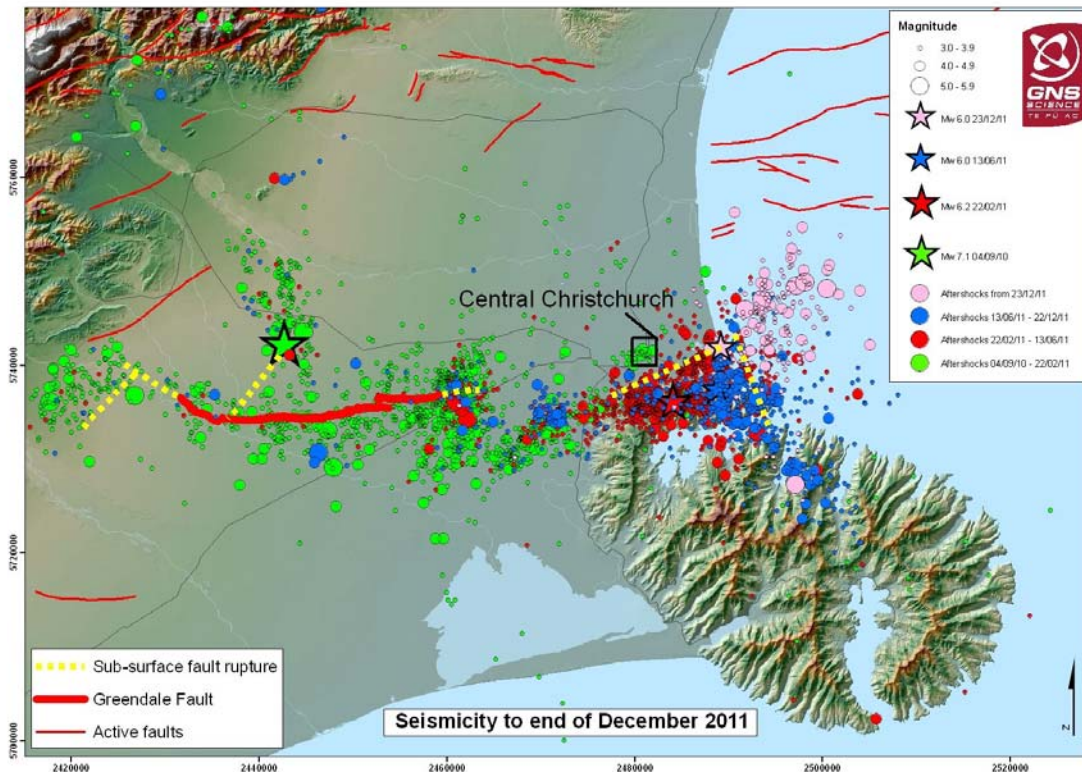 Magnitude
3.0 - 3.9
4.0 - 4.9
5.0 - 5.9
GNS
SCIENCE
TE PŪ AO
Mw 6.0 23/12/11
Mw 6.0 13/06/11
Mw 6.2 22/02/11
Mw 7.1 04/09/10
Aftershocks from 23/12/11
Aftershocks 13/06/11 - 22/12/11
Aftershocks 22/02/11 - 13/06/11
Aftershocks 04/09/10 - 22/02/11
5760000
Central Christchurch
5740000
5720000
Sub-surface fault rupture
Greendale Fault
Active faults
Seismicity to end of December 2011
N
5700000
2420000
2440000
2460000
2480000
2500000
2520000